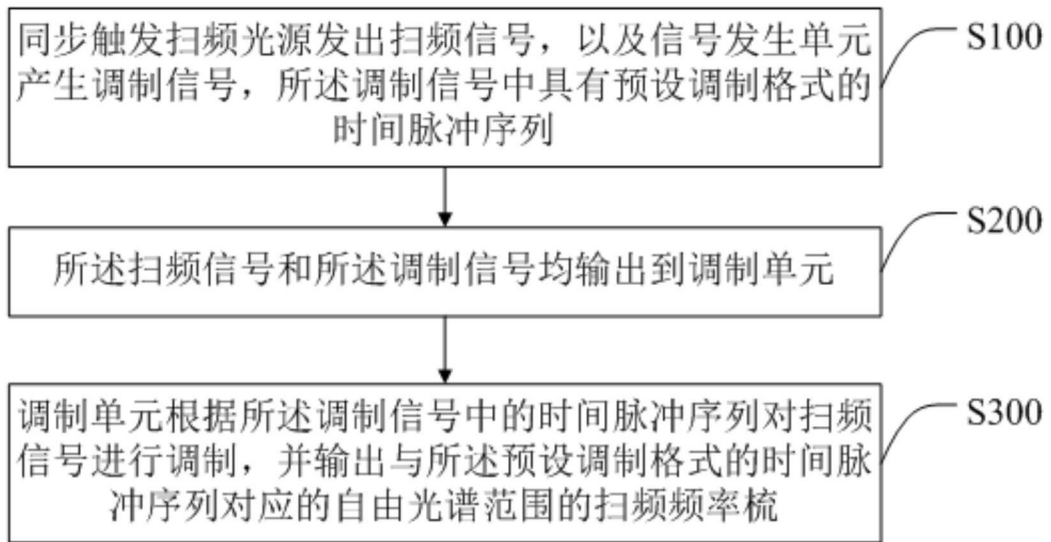 同步触发扫频光源发出扫频信号，以及信号发生单元
产生调制信号，所述调制信号中具有预设调制格式的
时间脉冲序列
S100
所述扫频信号和所述调制信号均输出到调制单元
S200
调制单元根据所述调制信号中的时间脉冲序列对扫频
信号进行调制，并输出与所述预设调制格式的时间脉
冲序列对应的自由光谱范围的扫频频率梳
S300